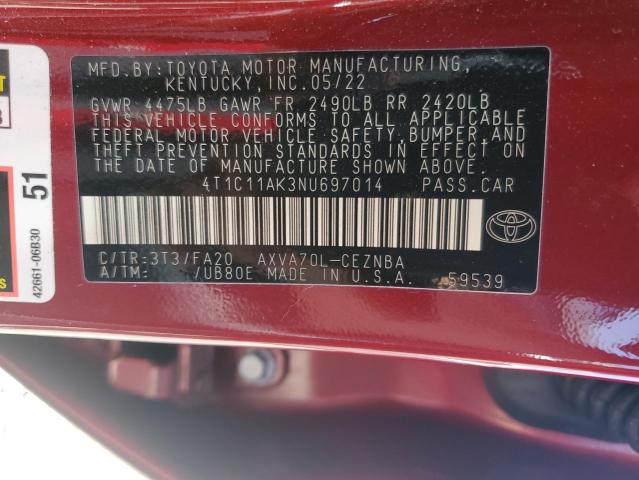 MFD.BY:TOYOTA MOTOR MANUFACTURING,
KENTUCKY,INC.05/22
GVWR 4475LB GAWR FR 2490LB RR 2420LB
THIS VEHICLE CONFORMS TO ALL APPLICABLE
FEDERAL MOTOR VEHICLE SAFETY, BUMPER, AND
THEFT PREVENTION STANDARDS IN EFFECT ON
THE DATE OF MANUFACTURE SHOWN ABOVE.
4T1C11AK3NU697014 PASS.CAR
C/TR:3T3/FA20 AXVA70L-CEZNBA
A/TM: /UB80E MADE IN U.S.A. 59539
TOYOTA
51
42661-06B30